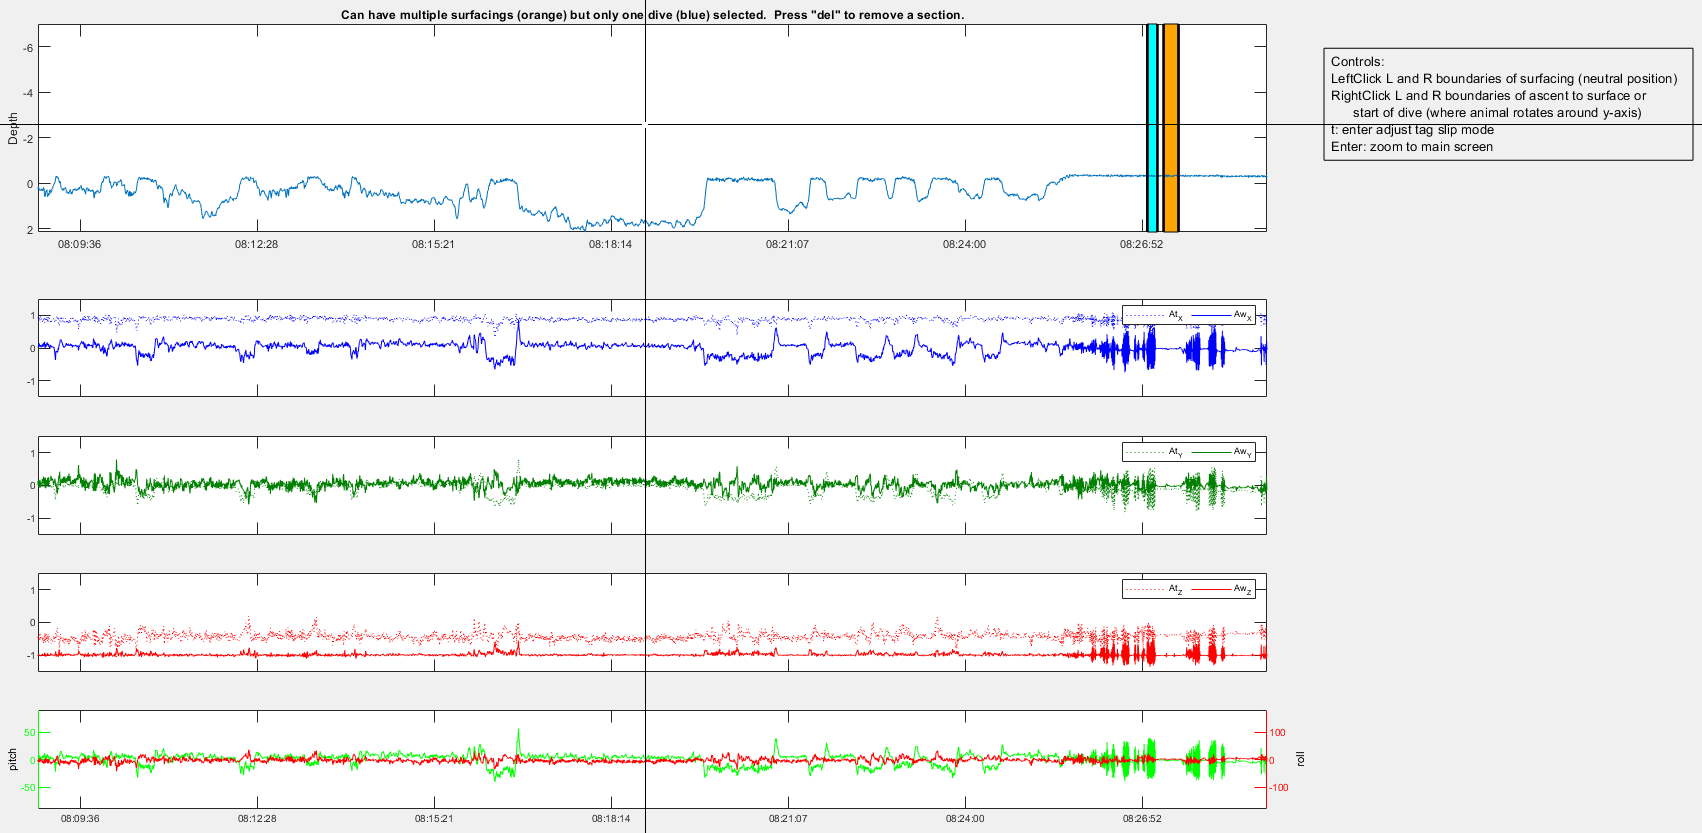 Can have multiple surfacings (orange) but only one dive (blue) selected.  Press "del" to remove a section.
Depth
-6
-4
-2
0
2
08:09:36 08:12:28 08:15:21 08:18:14 08:21:07 08:24:00 08:26:52
Controls:
LeftClick L and R boundaries of surfacing (neutral position)
RightClick L and R boundaries of ascent to surface or
start of dive (where animal rotates around y-axis)
t: enter adjust tag slip mode
Enter: zoom to main screen
1
0
-1
AtX AwX
1
0
-1
AtY AwY
1
0
-1
AtZ AwZ
pitch
50
0
-50
100
0
-100
roll
08:09:36 08:12:28 08:15:21 08:18:14 08:21:07 08:24:00 08:26:52